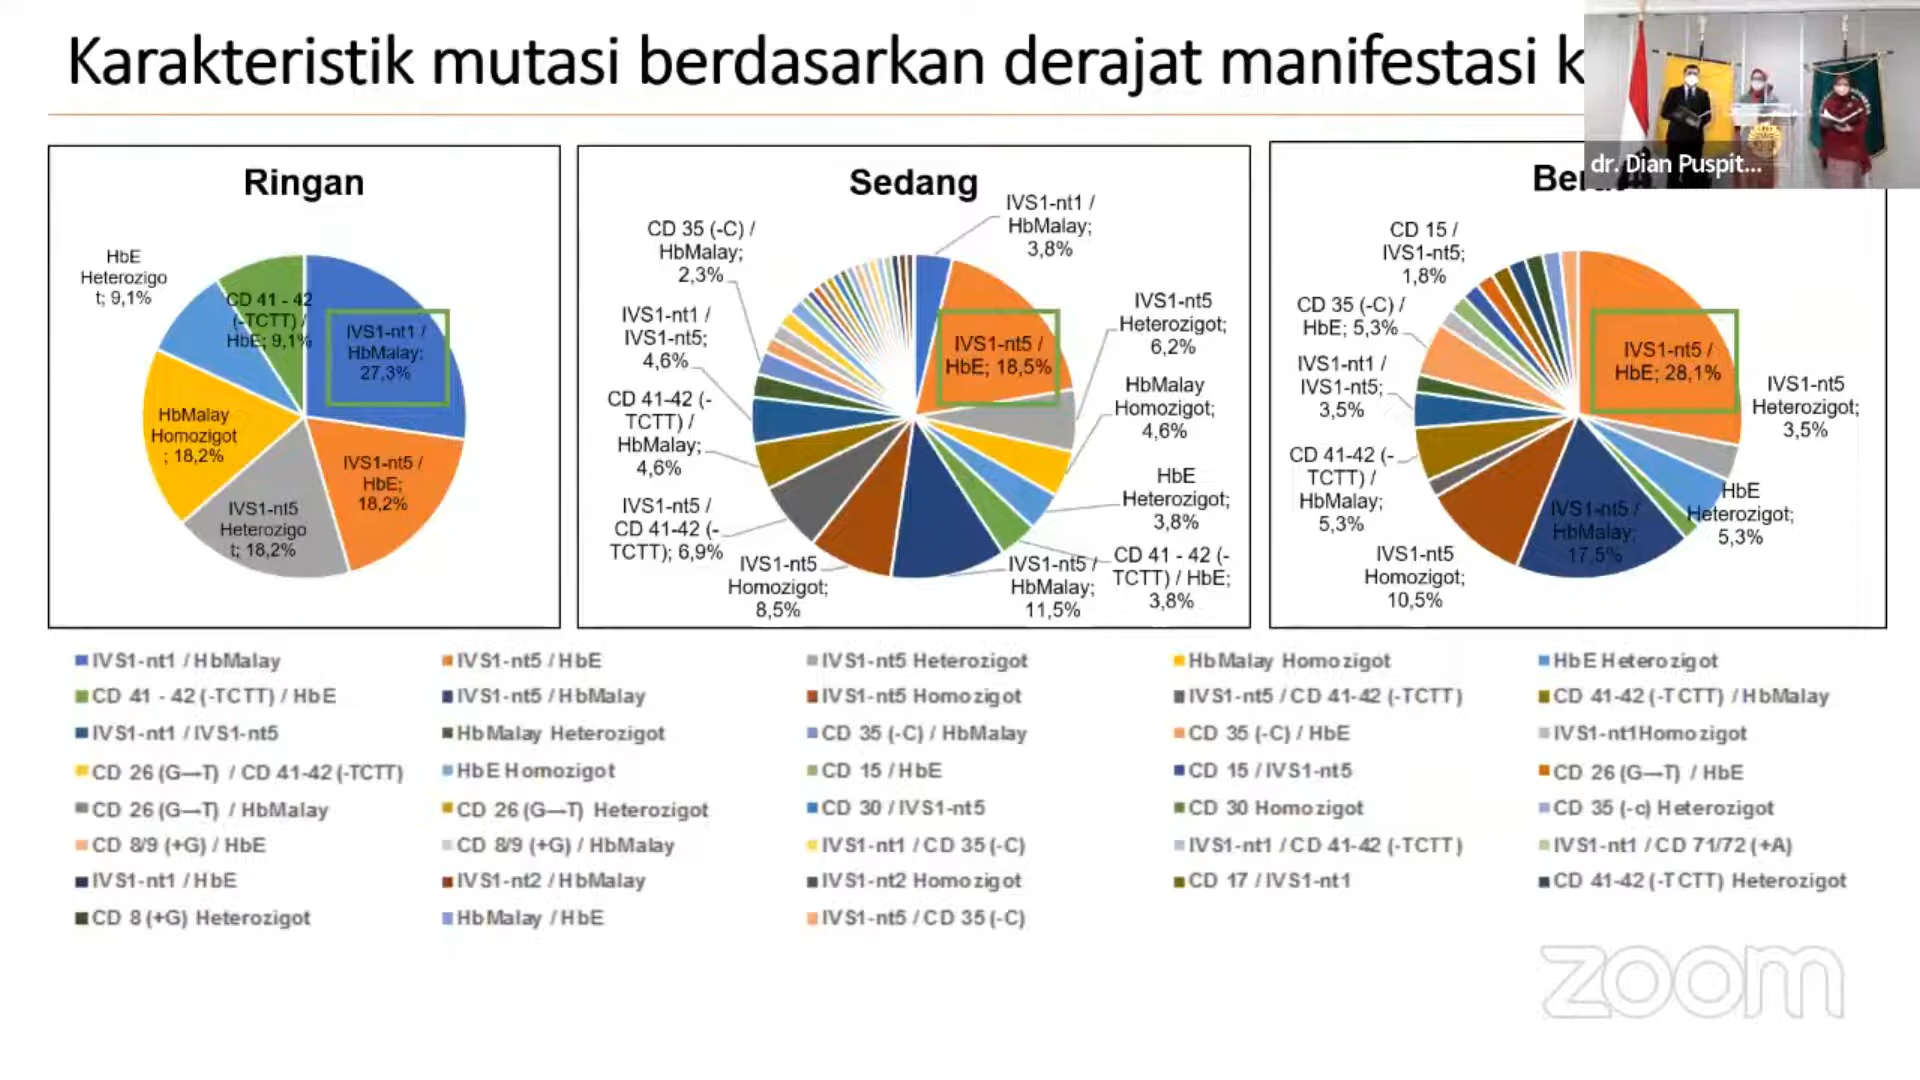 Karakteristik mutasi berdasarkan derajat manifestasi k
dr. Dian Puspit...
Ringan
HbE
Heterozigo
t; 9,1%
CD 41 - 42
(-TCTT) /
HbE; 9,1%
IVS1-nt1 /
HbMalay;
27,3%
HbMalay
Homozigot
; 18,2%
IVS1-nt5 /
HbE;
18,2%
IVS1-nt5
Heterozigo
t; 18,2%
Sedang
IVS1-nt1 /
HbMalay;
3,8%
CD 35 (-C) /
HbMalay;
2,3%
IVS1-nt5 /
HbE; 18,5%
IVS1-nt5
Heterozigot;
6,2%
IVS1-nt1 /
IVS1-nt5;
4,6%
HbMalay
Homozigot;
4,6%
CD 41-42 (-
TCTT) /
HbMalay;
4,6%
HbE
Heterozigot;
3,8%
IVS1-nt5 /
CD 41-42 (-
TCTT); 6,9%
IVS1-nt5
Homozigot;
8,5%
IVS1-nt5 /
HbMalay;
11,5%
CD 41 - 42 (-
TCTT) / HbE;
3,8%
CD 15 /
IVS1-nt5;
1,8%
CD 35 (-C) /
HbE; 5,3%
IVS1-nt5 /
HbE; 28,1%
IVS1-nt1 /
IVS1-nt5;
3,5%
IVS1-nt5
Heterozigot;
3,5%
CD 41-42 (-
TCTT) /
HbMalay;
5,3%
HbE
Heterozigot;
5,3%
IVS1-nt5 /
HbMalay;
17,5%
IVS1-nt5
Homozigot;
10,5%
IVS1-nt1 / HbMalay
IVS1-nt5 / HbE
IVS1-nt5 Heterozigot
HbMalay Homozigot
HbE Heterozigot
CD 41 - 42 (-TCTT) / HbE
IVS1-nt5 / HbMalay
IVS1-nt5 Homozigot
IVS1-nt5 / CD 41-42 (-TCTT)
CD 41-42 (-TCTT) / HbMalay
IVS1-nt1 / IVS1-nt5
HbMalay Heterozigot
CD 35 (-C) / HbMalay
CD 35 (-C) / HbE
IVS1-nt1Homozigot
CD 26 (G→T) / CD 41-42 (-TCTT)
HbE Homozigot
CD 15 / HbE
CD 15 / IVS1-nt5
CD 26 (G→T) / HbE
CD 26 (G→T) / HbMalay
CD 26 (G→T) Heterozigot
CD 30 / IVS1-nt5
CD 30 Homozigot
CD 35 (-c) Heterozigot
CD 8/9 (+G) / HbE
CD 8/9 (+G) / HbMalay
IVS1-nt1 / CD 35 (-C)
IVS1-nt1 / CD 41-42 (-TCTT)
IVS1-nt1 / CD 71/72 (+A)
IVS1-nt1 / HbE
IVS1-nt2 / HbMalay
IVS1-nt2 Homozigot
CD 17 / IVS1-nt1
CD 41-42 (-TCTT) Heterozigot
CD 8 (+G) Heterozigot
HbMalay / HbE
IVS1-nt5 / CD 35 (-C)
zoom